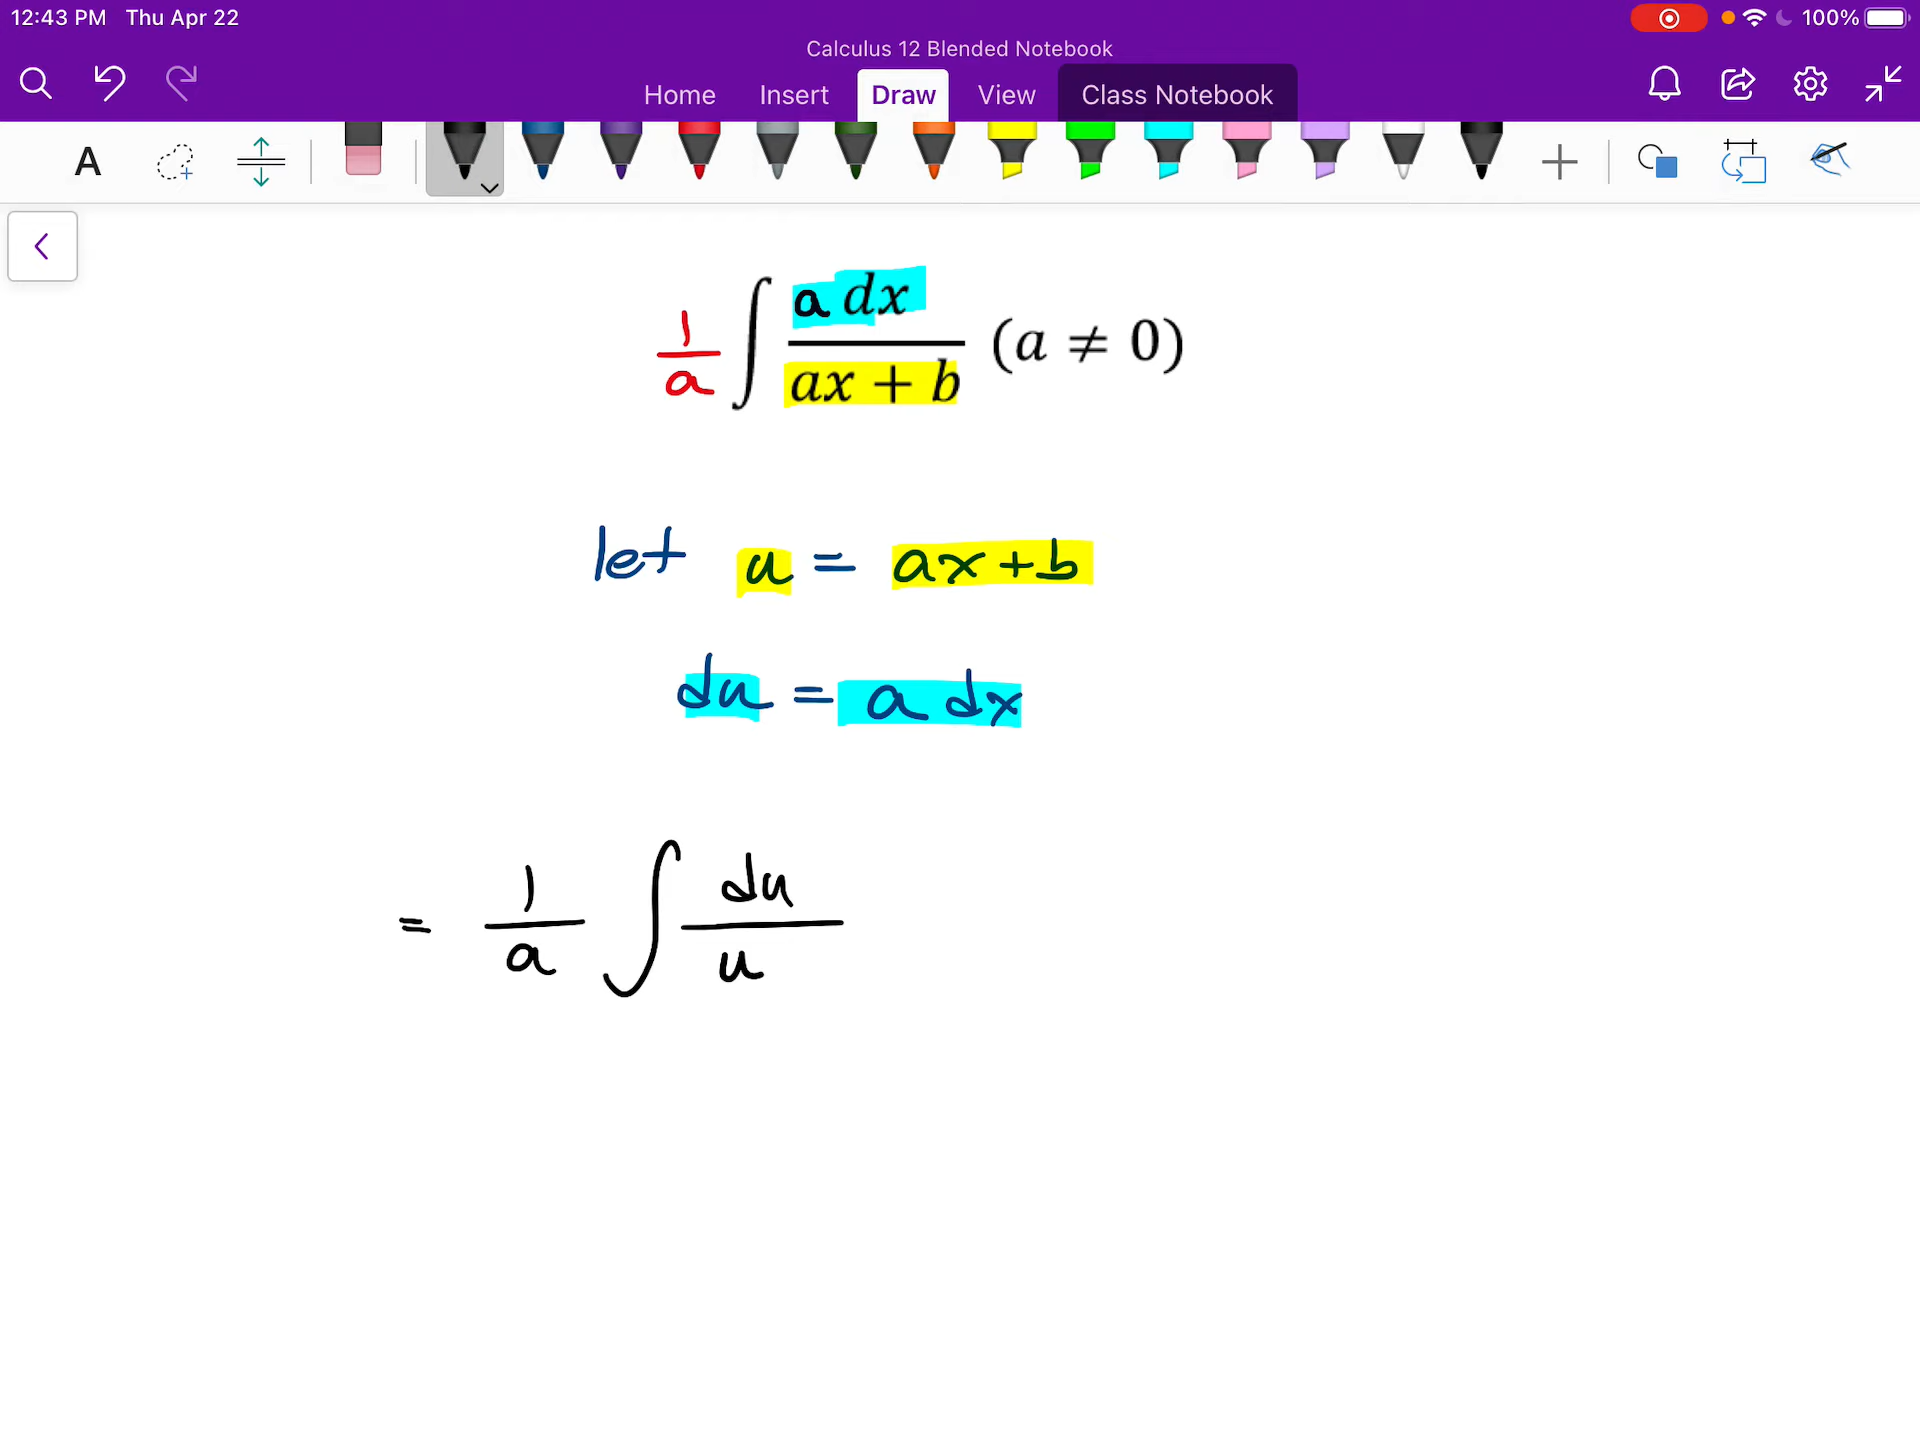 12:43 PM Thu Apr 22 100%
Calculus 12 Blended Notebook
Home Insert Draw View Class Notebook
A
1/a ∫ a dx / ax + b (a ≠ 0)
let u = ax+b
du = a dx
= 1/a ∫ du/u